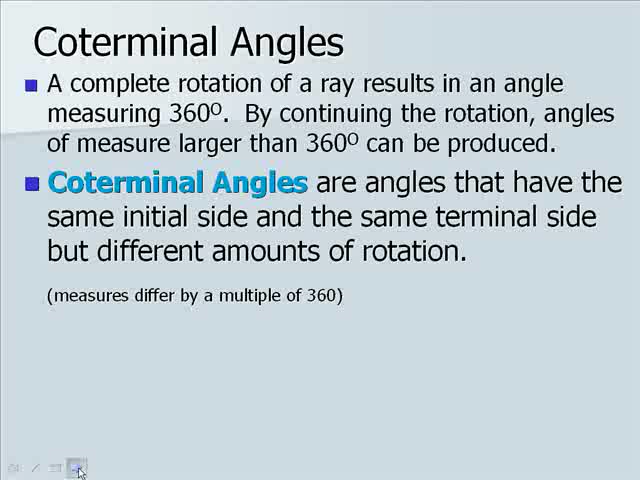 Coterminal Angles
A complete rotation of a ray results in an angle
measuring 360º. By continuing the rotation, angles
of measure larger than 360º can be produced.
Coterminal Angles are angles that have the
same initial side and the same terminal side
but different amounts of rotation.
(measures differ by a multiple of 360)